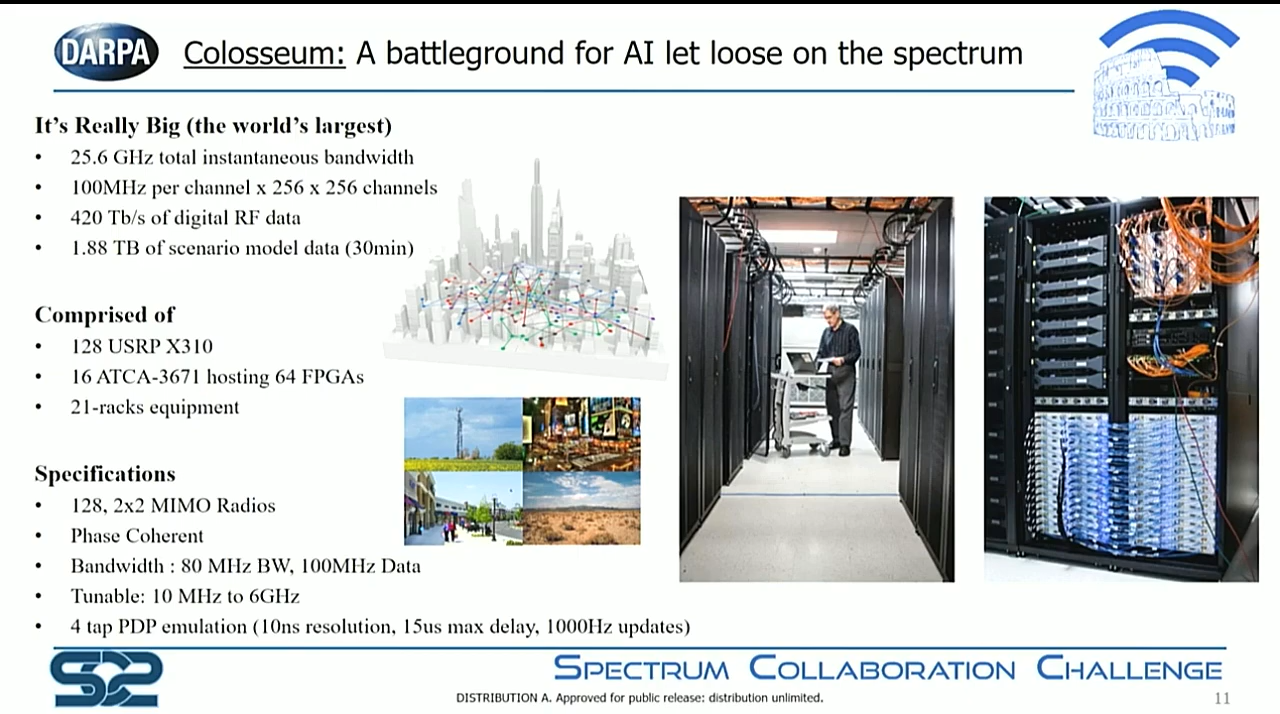 DARPA
Colosseum: A battleground for AI let loose on the spectrum
It's Really Big (the world's largest)
• 25.6 GHz total instantaneous bandwidth
• 100MHz per channel x 256 x 256 channels
• 420 Tb/s of digital RF data
• 1.88 TB of scenario model data (30min)
Comprised of
• 128 USRP X310
• 16 ATCA-3671 hosting 64 FPGAs
• 21-racks equipment
Specifications
• 128, 2x2 MIMO Radios
• Phase Coherent
• Bandwidth : 80 MHz BW, 100MHz Data
• Tunable: 10 MHz to 6GHz
• 4 tap PDP emulation (10ns resolution, 15us max delay, 1000Hz updates)
SC2
SPECTRUM COLLABORATION CHALLENGE
DISTRIBUTION A. Approved for public release: distribution unlimited.
11